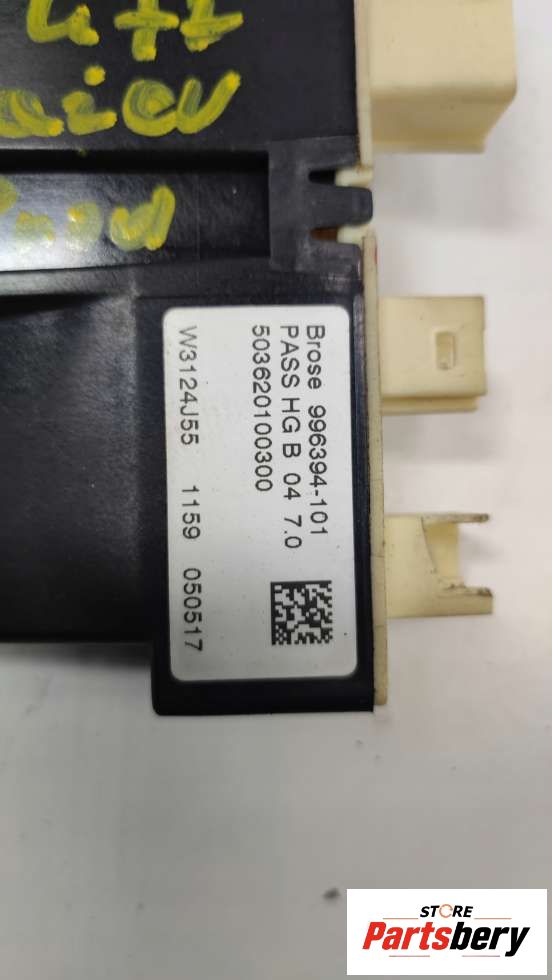 Brose 996394-101
PASS HG B 04 7.0
503620100300
W3124J55 1159 050517
STORE
Partsbery